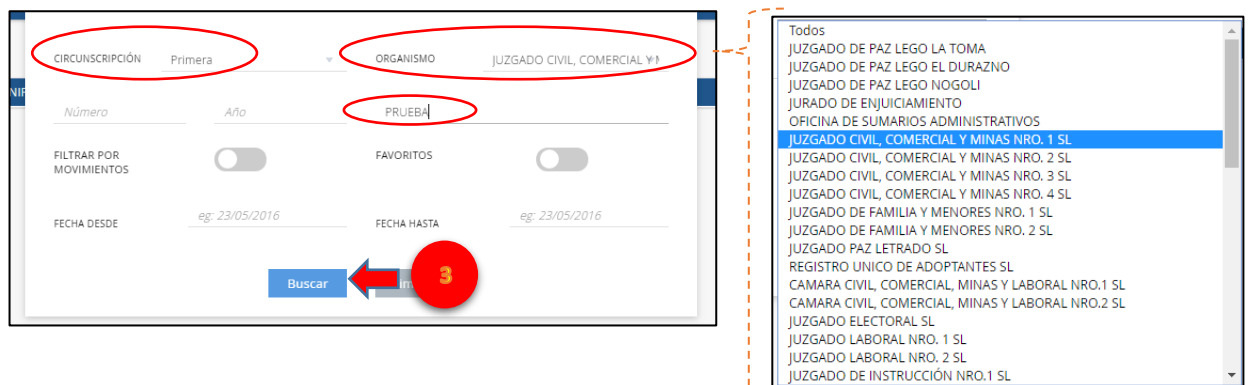 CIRCUNSCRIPCIÓN Primera ORGANISMO JUZGADO CIVIL, COMERCIAL Y
Número Año PRUEBA
FILTRAR POR
MOVIMIENTOS
FAVORITOS
FECHA DESDE eg: 23/05/2016 FECHA HASTA eg: 23/05/2016
Buscar 3
Todos
JUZGADO DE PAZ LEGO LA TOMA
JUZGADO DE PAZ LEGO EL DURAZNO
JUZGADO DE PAZ LEGO NOGOLI
JURADO DE ENJUICIAMIENTO
OFICINA DE SUMARIOS ADMINISTRATIVOS
JUZGADO CIVIL, COMERCIAL Y MINAS NRO. 1 SL
JUZGADO CIVIL, COMERCIAL Y MINAS NRO. 2 SL
JUZGADO CIVIL, COMERCIAL Y MINAS NRO. 3 SL
JUZGADO CIVIL, COMERCIAL Y MINAS NRO. 4 SL
JUZGADO DE FAMILIA Y MENORES NRO. 1 SL
JUZGADO DE FAMILIA Y MENORES NRO. 2 SL
JUZGADO PAZ LETRADO SL
REGISTRO UNICO DE ADOPTANTES SL
CAMARA CIVIL, COMERCIAL, MINAS Y LABORAL NRO.1 SL
CAMARA CIVIL, COMERCIAL, MINAS Y LABORAL NRO.2 SL
JUZGADO ELECTORAL SL
JUZGADO LABORAL NRO. 1 SL
JUZGADO LABORAL NRO. 2 SL
JUZGADO DE INSTRUCCIÓN NRO.1 SL